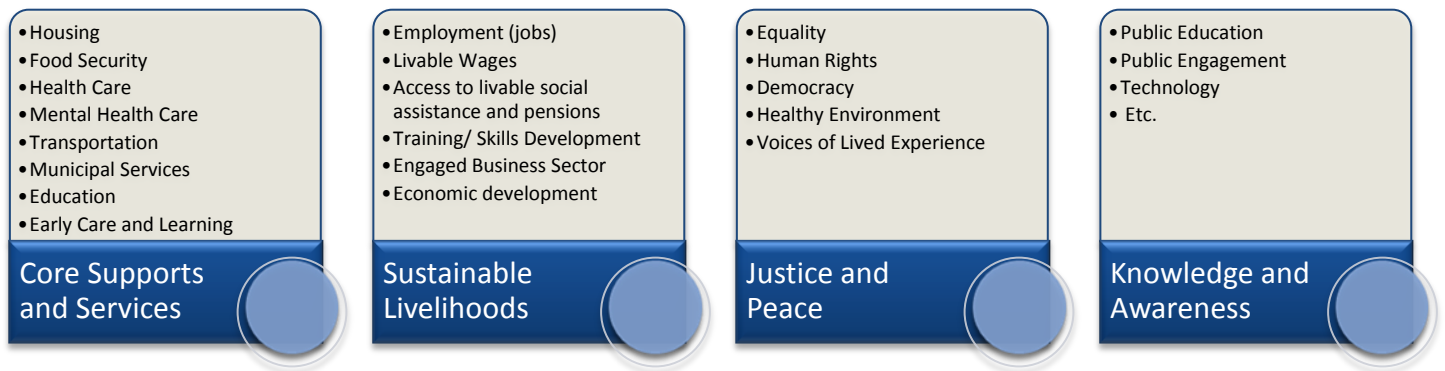 •Housing
•Food Security
•Health Care
•Mental Health Care
•Transportation
•Municipal Services
•Education
•Early Care and Learning
Core Supports
and Services
•Employment (jobs)
•Livable Wages
•Access to livable social
assistance and pensions
•Training/ Skills Development
•Engaged Business Sector
•Economic development
Sustainable
Livelihoods
•Equality
•Human Rights
•Democracy
•Healthy Environment
•Voices of Lived Experience
Justice and
Peace
•Public Education
•Public Engagement
•Technology
• Etc.
Knowledge and
Awareness